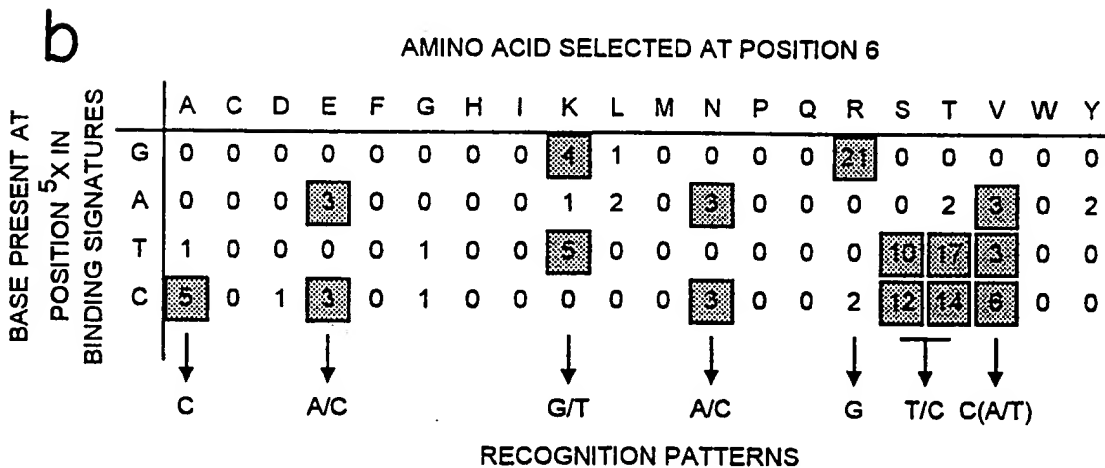 b
AMINO ACID SELECTED AT POSITION 6
BASE PRESENT AT
POSITION ⁵X IN
BINDING SIGNATURES
A C D E F G H I K L M N P Q R S T V W Y
G 0 0 0 0 0 0 0 0 4 1 0 0 0 0 21 0 0 0 0 0
A 0 0 0 3 0 0 0 0 1 2 0 3 0 0 0 0 2 3 0 2
T 1 0 0 0 0 1 0 0 5 0 0 0 0 0 0 10 17 3 0 0
C 5 0 1 3 0 1 0 0 0 0 0 3 0 0 2 12 14 6 0 0
C A/C G/T A/C G T/C C(A/T)
RECOGNITION PATTERNS